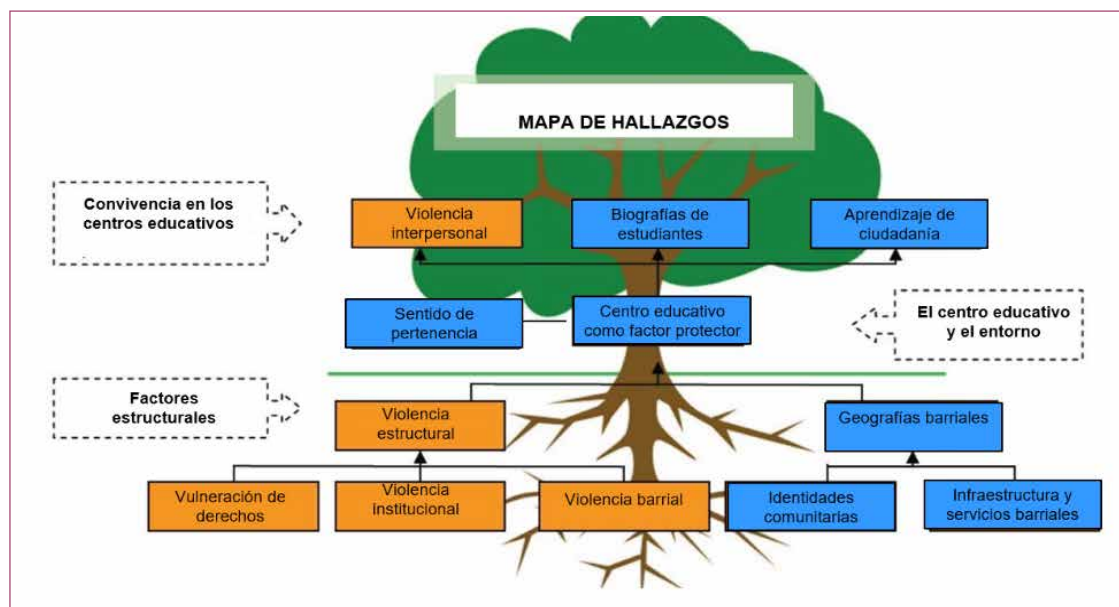 MAPA DE HALLAZGOS
Convivencia en los
centros educativos
.
Violencia
interpersonal
Biografías de
estudiantes
Aprendizaje de
ciudadanía
Sentido de
pertenencia
Centro educativo
como factor protector
El centro educativo
y el entorno
Factores
estructurales
Violencia
estructural
Geografías barriales
Vulneración de
derechos
Violencia
institucional
Violencia barrial
Identidades
comunitarias
Infraestructura y
servicios barriales